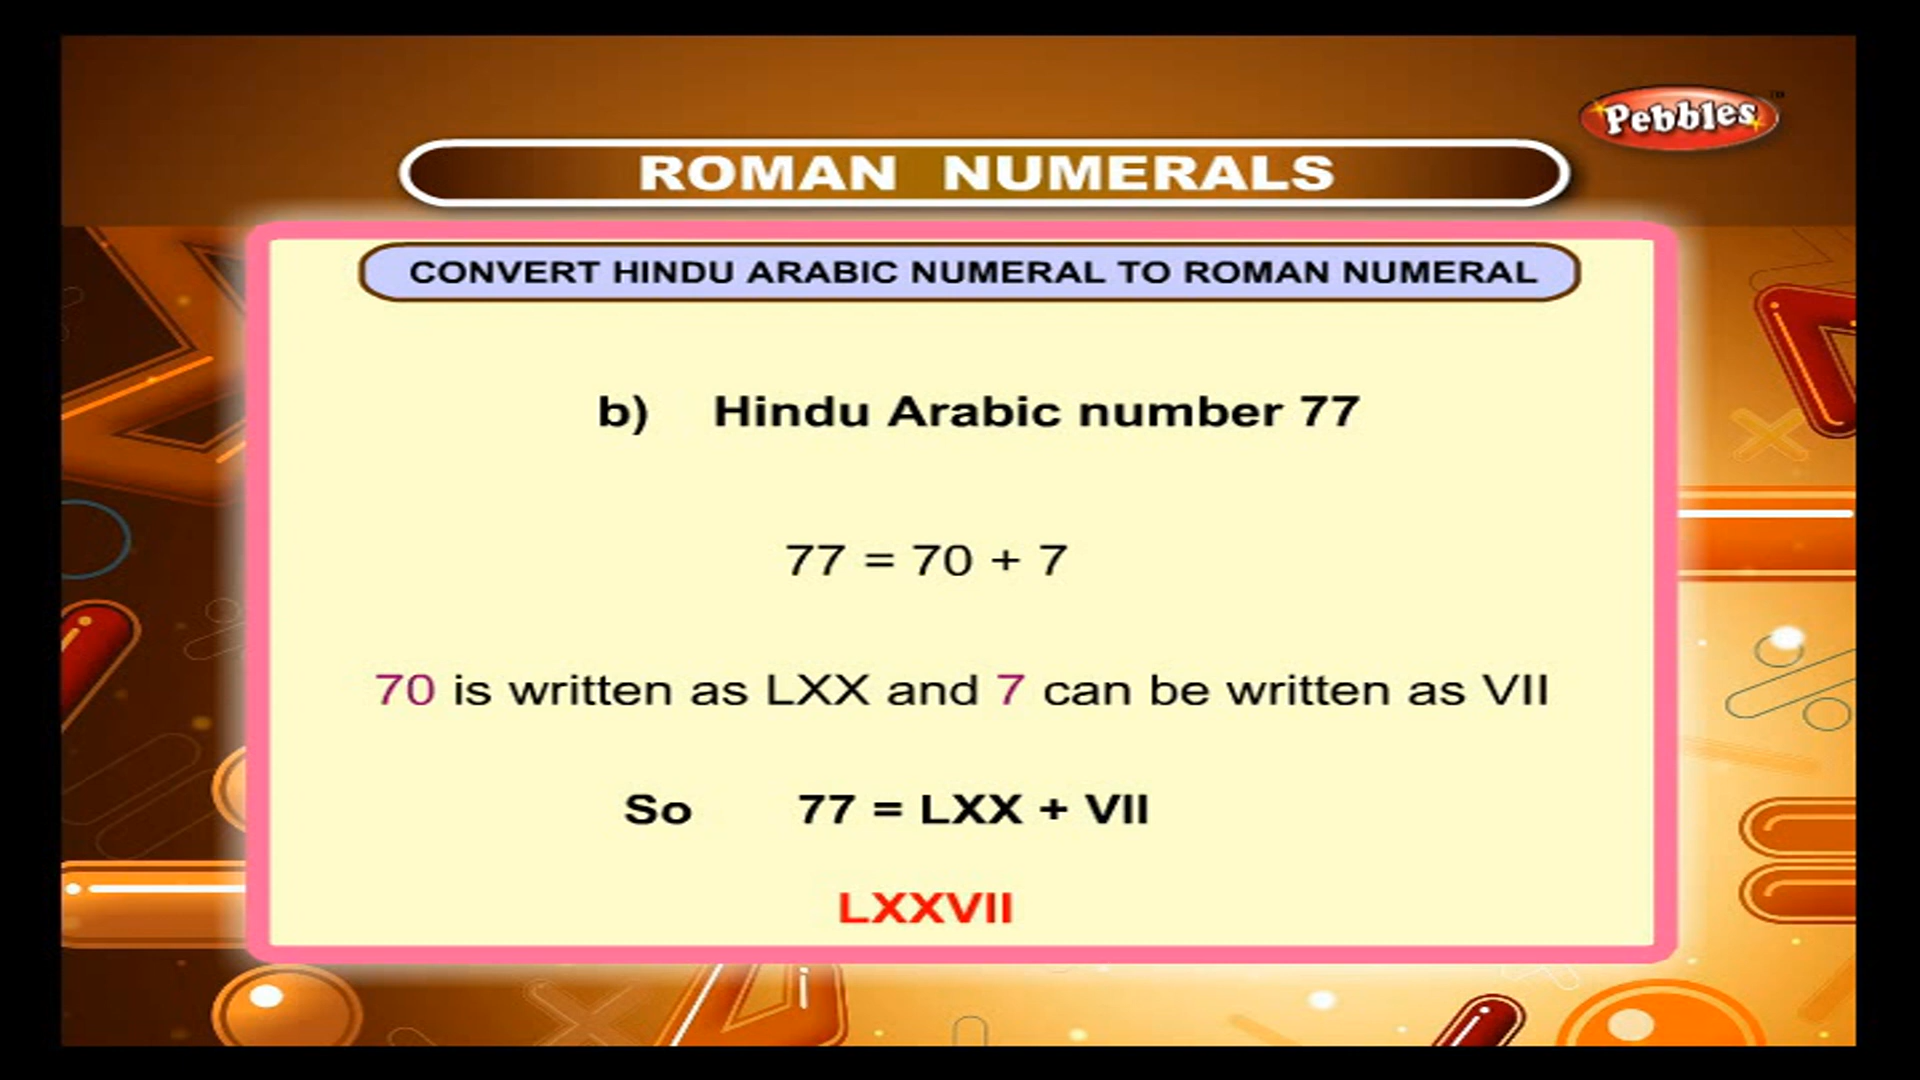 Pebbles™
ROMAN NUMERALS
CONVERT HINDU ARABIC NUMERAL TO ROMAN NUMERAL
b) Hindu Arabic number 77
77 = 70 + 7
70 is written as LXX and 7 can be written as VII
So 77 = LXX + VII
LXXVII